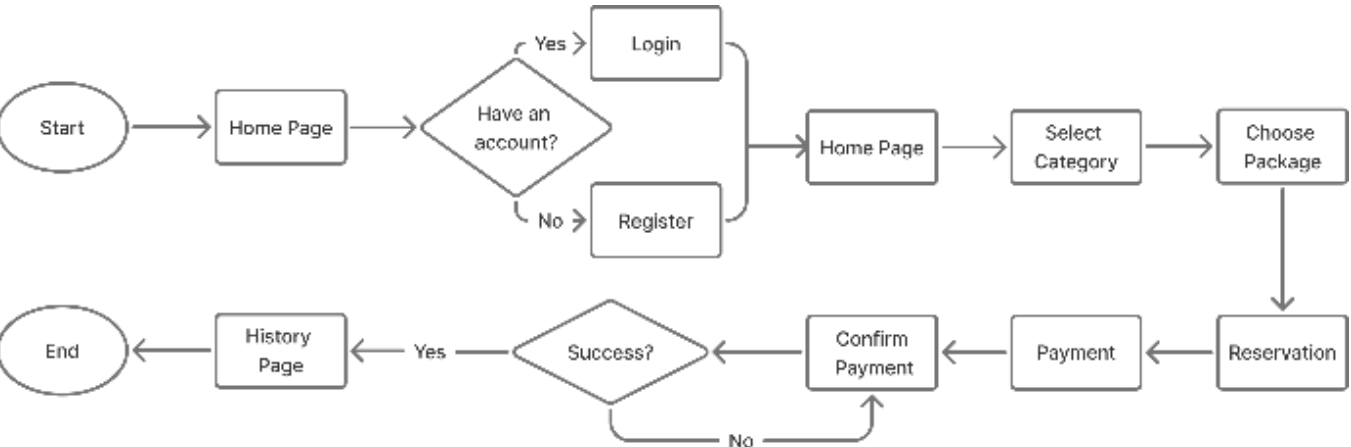 Yes
Login
Start
Home Page
Have an
account?
Home Page
Select
Category
Choose
Package
No
Register
End
History
Page
Yes
Success?
Confirm
Payment
Payment
Reservation
No